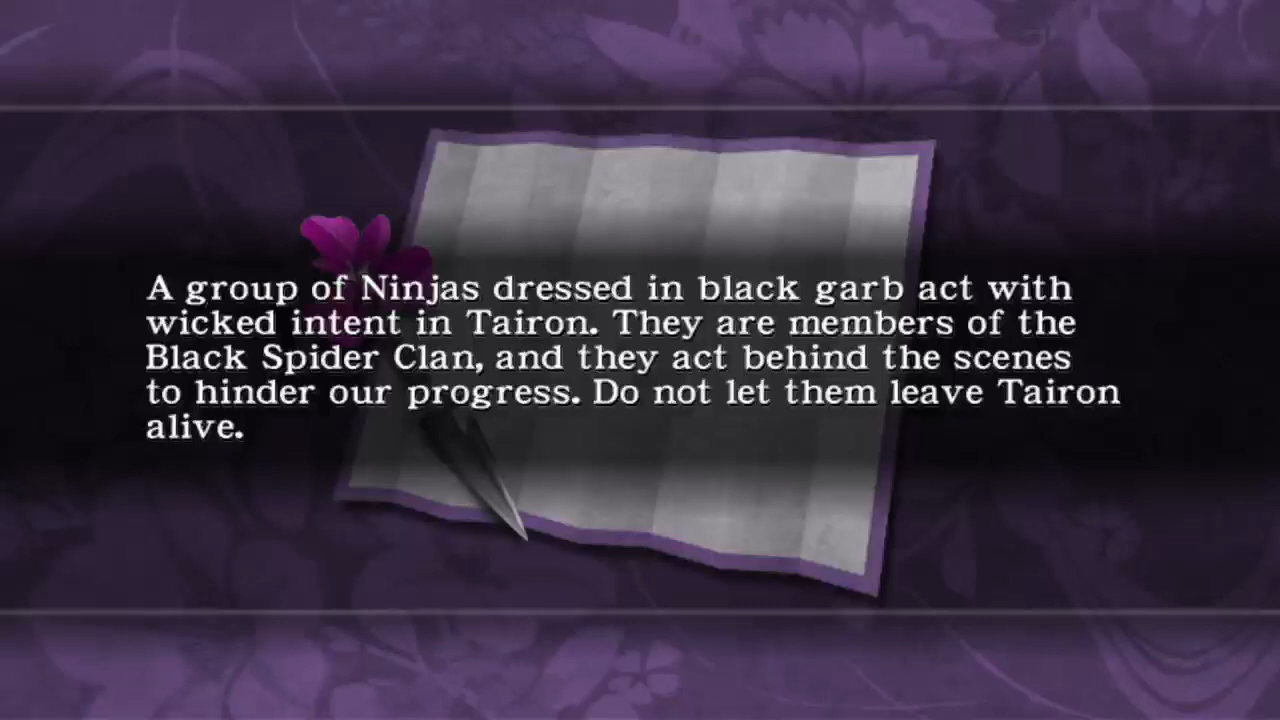 A group of Ninjas dressed in black garb act with
wicked intent in Tairon. They are members of the
Black Spider Clan, and they act behind the scenes
to hinder our progress. Do not let them leave Tairon
alive.